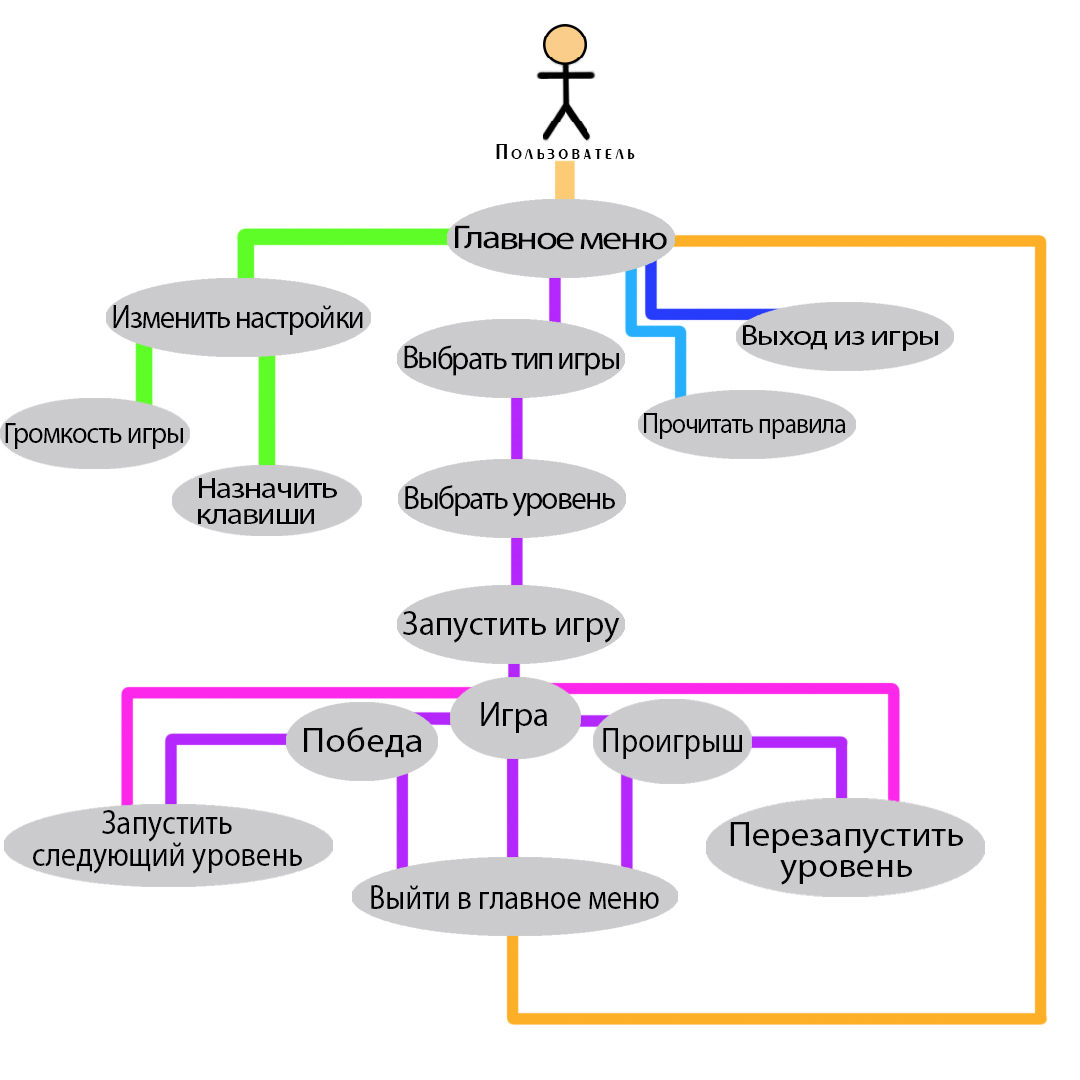 Пользователь
Главное меню
Изменить настройки
Выход из игры
Выбрать тип игры
Прочитать правила
Громкость игры
Назначить
клавиши
Выбрать уровень
Запустить игру
Игра
Победа
Проигрыш
Запустить
следующий уровень
Перезапустить
уровень
Выйти в главное меню